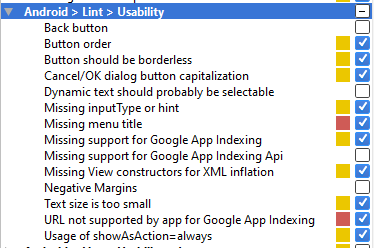 Android > Lint > Usability
Back button
Button order
Button should be borderless
Cancel/OK dialog button capitalization
Dynamic text should probably be selectable
Missing inputType or hint
Missing menu title
Missing support for Google App Indexing
Missing support for Google App Indexing Api
Missing View constructors for XML inflation
Negative Margins
Text size is too small
URL not supported by app for Google App Indexing
Usage of showAsAction=always